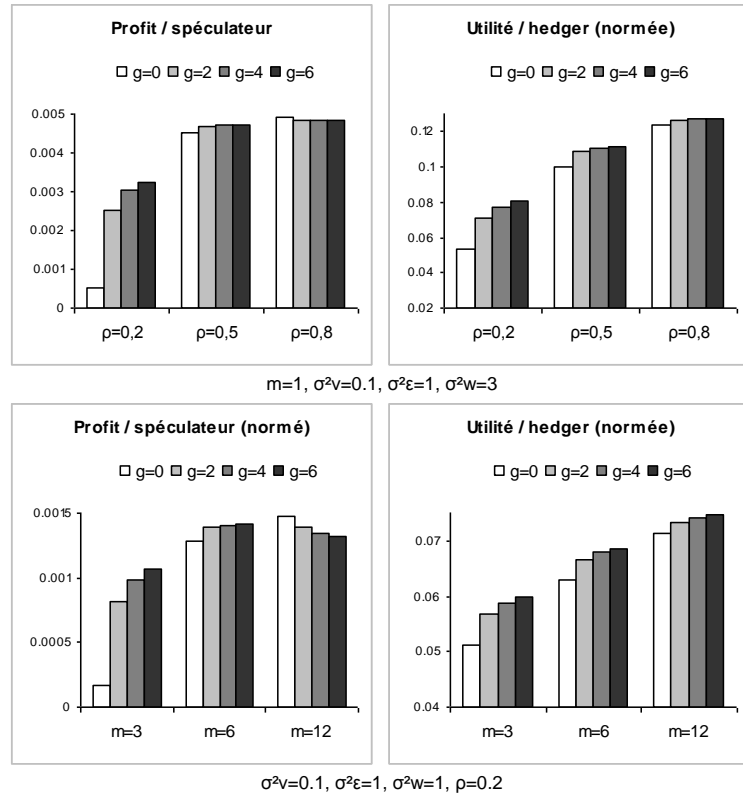 Profit / spéculateur
g=0 g=2 g=4 g=6
0.005
0.004
0.003
0.002
0.001
0
ρ=0,2 ρ=0,5 ρ=0,8
Utilité / hedger (normée)
g=0 g=2 g=4 g=6
0.12
0.1
0.08
0.06
0.04
0.02
ρ=0,2 ρ=0,5 ρ=0,8
m=1, σ²v=0.1, σ²ε=1, σ²w=3
Profit / spéculateur (normé)
g=0 g=2 g=4 g=6
0.0015
0.001
0.0005
0
m=3 m=6 m=12
Utilité / hedger (normée)
g=0 g=2 g=4 g=6
0.07
0.06
0.05
0.04
m=3 m=6 m=12
σ²v=0.1, σ²ε=1, σ²w=1, ρ=0.2